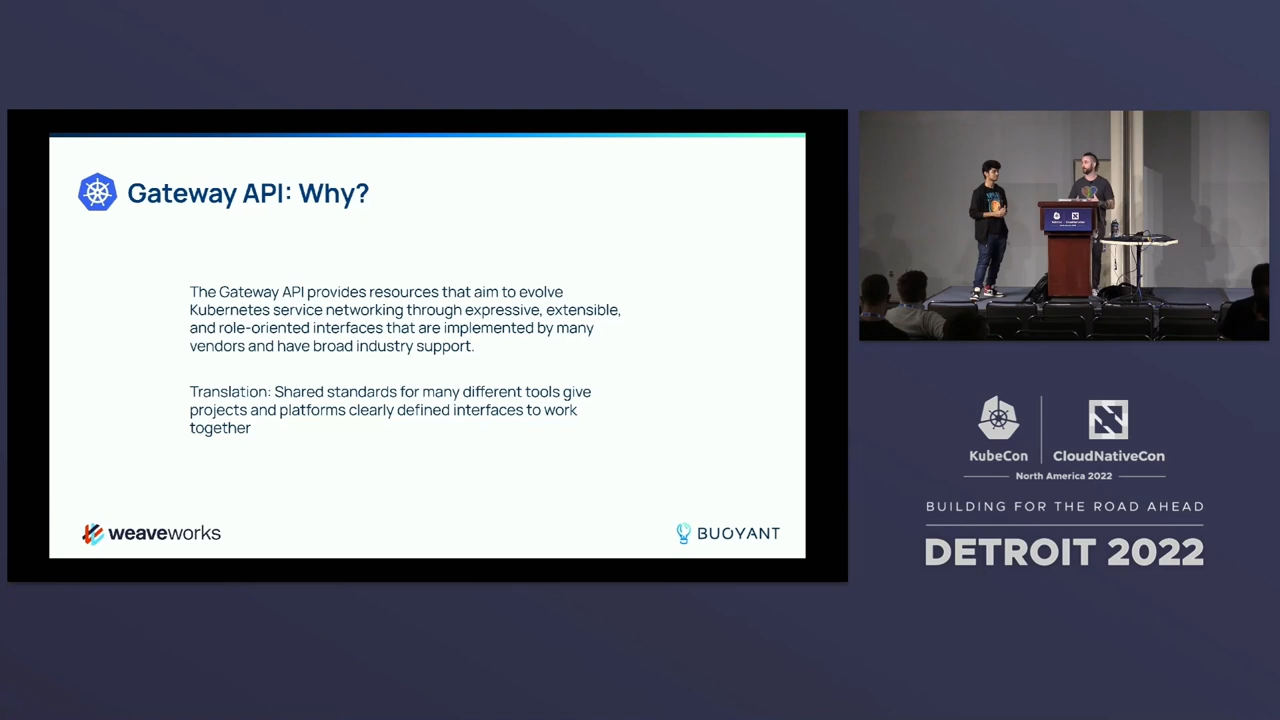 Gateway API: Why?
The Gateway API provides resources that aim to evolve
Kubernetes service networking through expressive, extensible,
and role-oriented interfaces that are implemented by many
vendors and have broad industry support.
Translation: Shared standards for many different tools give
projects and platforms clearly defined interfaces to work
together
weaveworks
BUOYANT
KubeCon
CloudNativeCon
North America 2022
BUILDING FOR THE ROAD AHEAD
DETROIT 2022